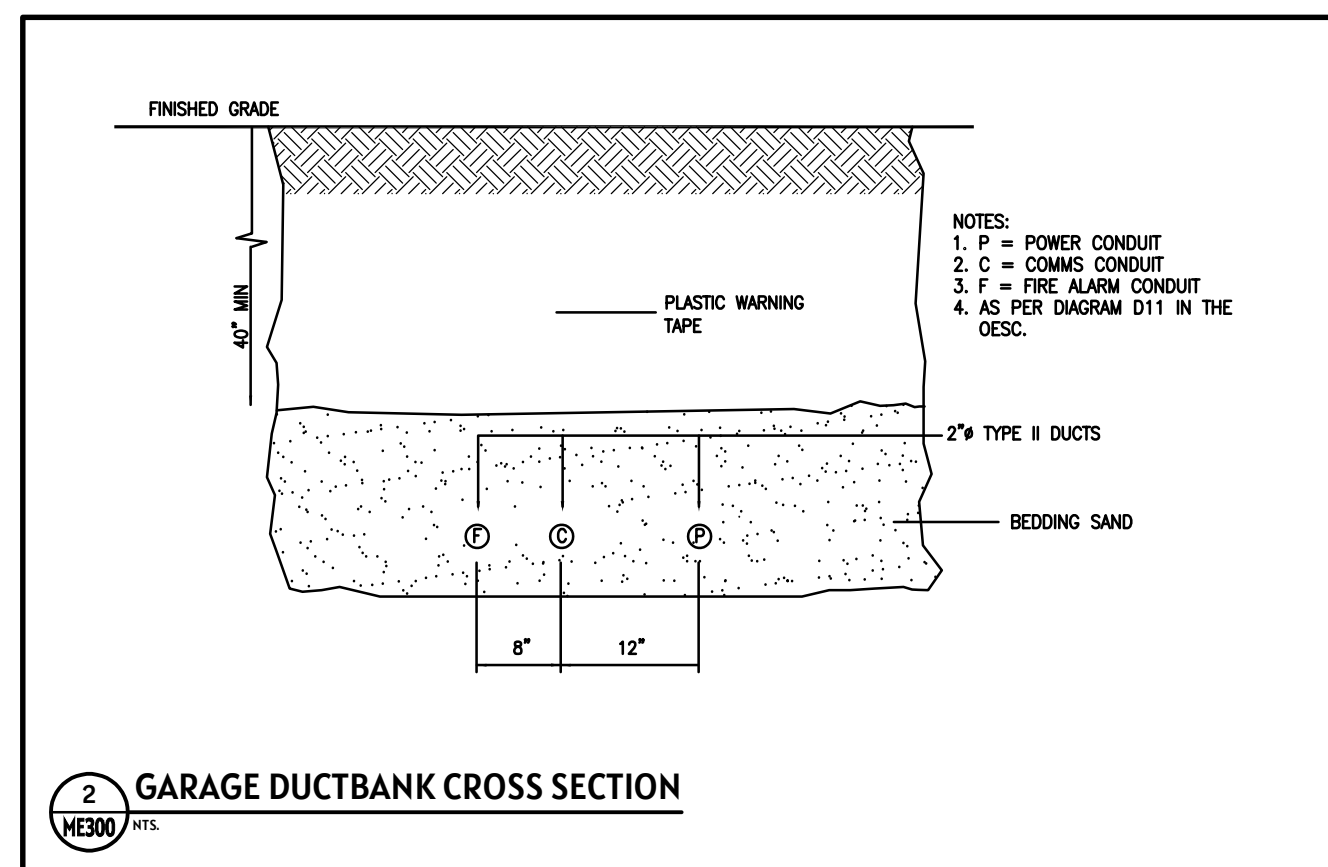 FINISHED GRADE
40" MIN
PLASTIC WARNING
TAPE
NOTES:
1. P = POWER CONDUIT
2. C = COMMS CONDUIT
3. F = FIRE ALARM CONDUIT
4. AS PER DIAGRAM D11 IN THE
OESC.
2"ø TYPE II DUCTS
BEDDING SAND
F C P
8" 12"
2 GARAGE DUCTBANK CROSS SECTION
ME300 NTS.